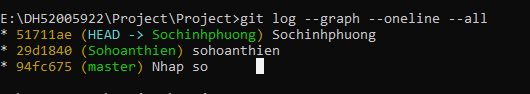 E:\DH52005922\Project\Project>git log --graph --oneline --all
* 51711ae (HEAD -> Sochinhphuong) Sochinhphuong
* 29d1840 (Sohoanthien) sohoanthien
* 94fc675 (master) Nhap so